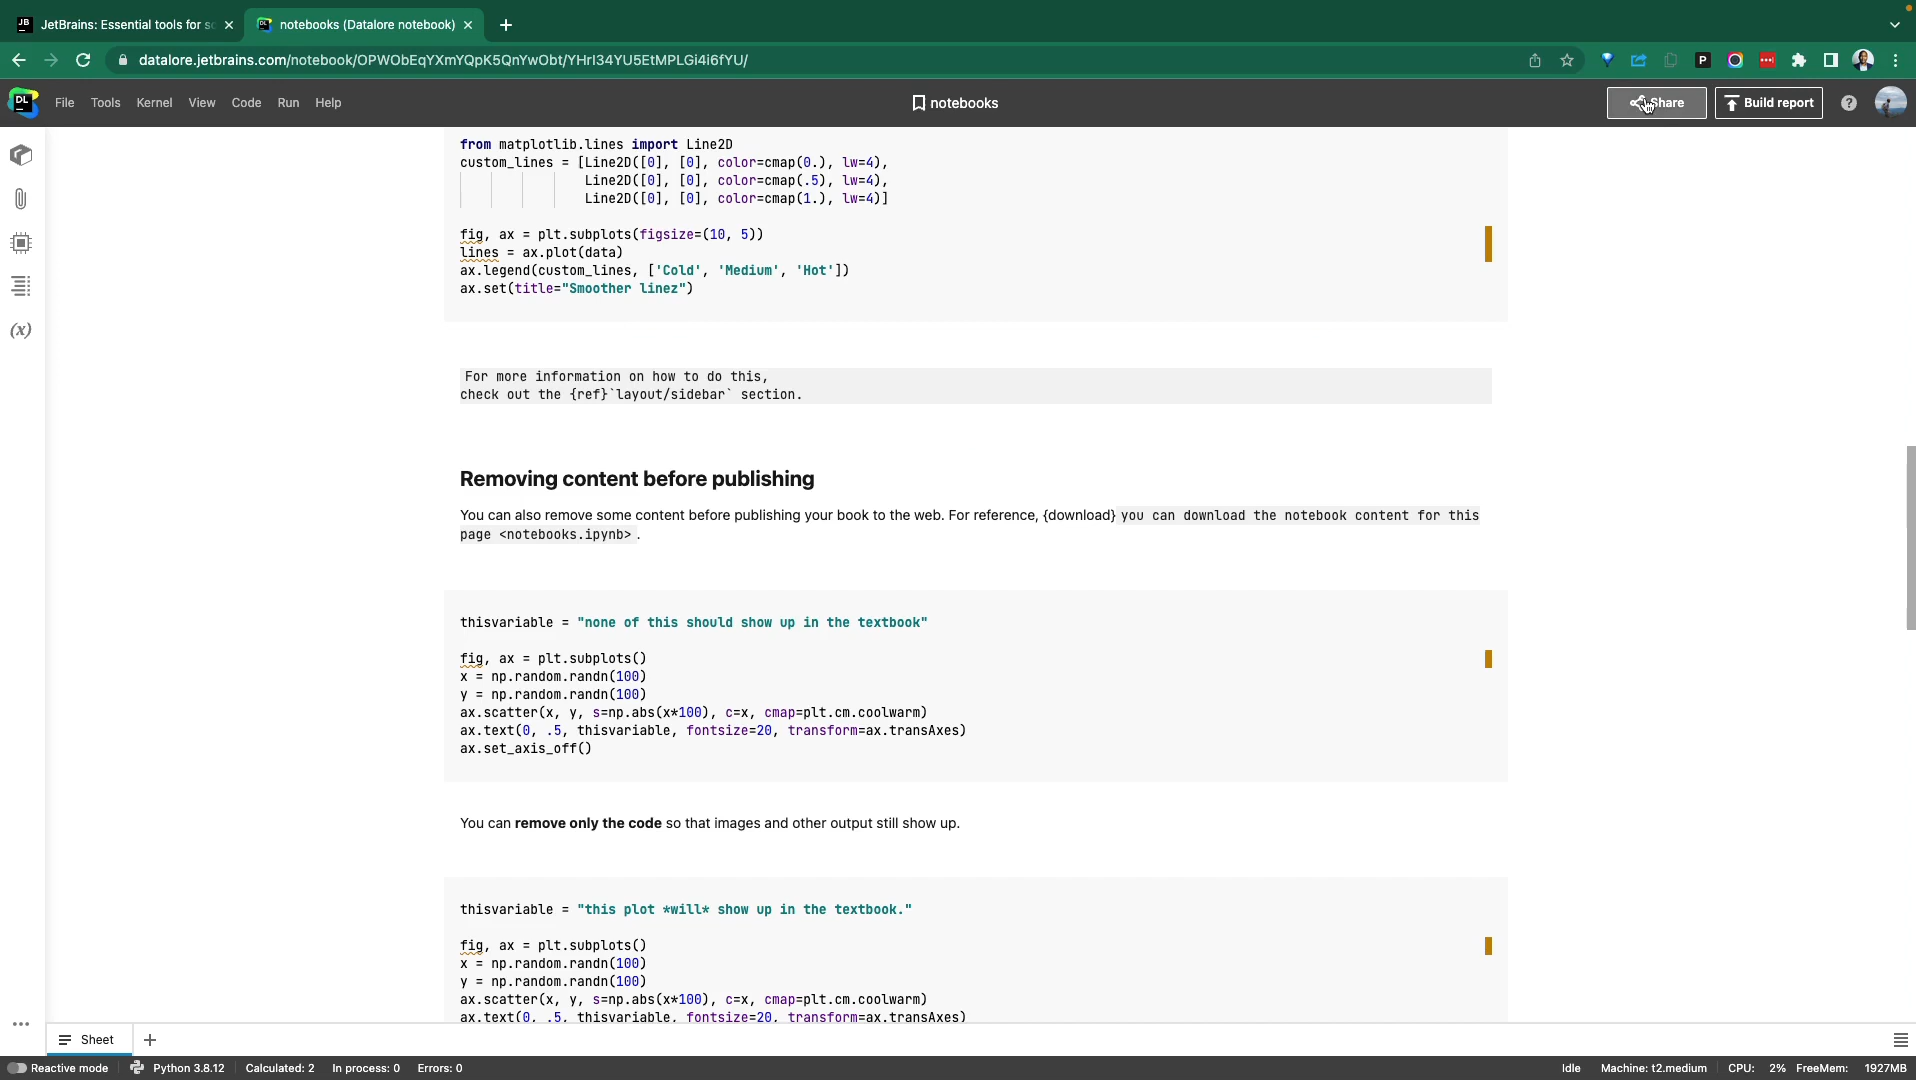 JetBrains: Essential tools for so
notebooks (Datalore notebook)
datalore.jetbrains.com/notebook/OPWObEqYXmYQpK5QnYwObt/YHrI34YU5EtMPLGi4i6fYU/
File Tools Kernel View Code Run Help
notebooks
Share
Build report
from matplotlib.lines import Line2D
custom_lines = [Line2D([0], [0], color=cmap(0.), lw=4),
Line2D([0], [0], color=cmap(.5), lw=4),
Line2D([0], [0], color=cmap(1.), lw=4)]
fig, ax = plt.subplots(figsize=(10, 5))
lines = ax.plot(data)
ax.legend(custom_lines, ['Cold', 'Medium', 'Hot'])
ax.set(title="Smoother linez")
For more information on how to do this,
check out the {ref}`layout/sidebar` section.
Removing content before publishing
You can also remove some content before publishing your book to the web. For reference, {download} you can download the notebook content for this
page <notebooks.ipynb> .
thisvariable = "none of this should show up in the textbook"
fig, ax = plt.subplots()
x = np.random.randn(100)
y = np.random.randn(100)
ax.scatter(x, y, s=np.abs(x*100), c=x, cmap=plt.cm.coolwarm)
ax.text(0, .5, thisvariable, fontsize=20, transform=ax.transAxes)
ax.set_axis_off()
You can remove only the code so that images and other output still show up.
thisvariable = "this plot *will* show up in the textbook."
fig, ax = plt.subplots()
x = np.random.randn(100)
y = np.random.randn(100)
ax.scatter(x, y, s=np.abs(x*100), c=x, cmap=plt.cm.coolwarm)
ax.text(0, .5, thisvariable, fontsize=20, transform=ax.transAxes)
Sheet
Reactive mode Python 3.8.12 Calculated: 2 In process: 0 Errors: 0 Idle Machine: t2.medium CPU: 2% FreeMem: 1927MB